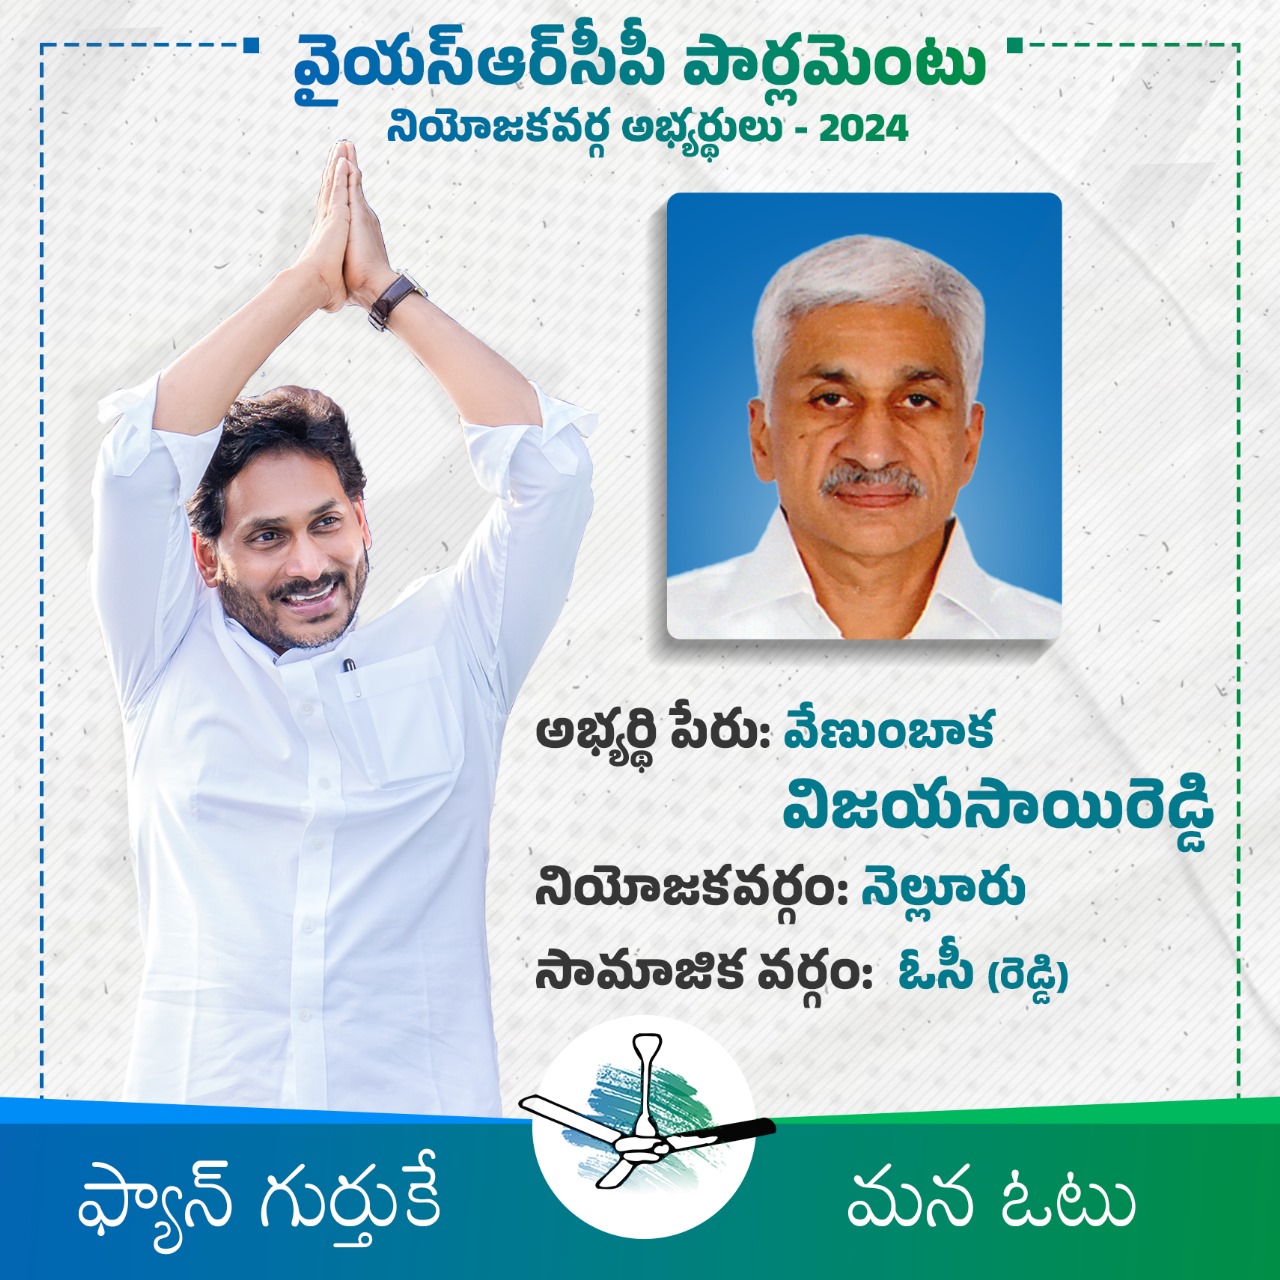 వైయస్ఆర్‌సీపీ పార్లమెంటు
నియోజకవర్గ అభ్యర్థులు - 2024
అభ్యర్థి పేరు: వేణుంబాక
విజయసాయిరెడ్డి
నియోజకవర్గం: నెల్లూరు
సామాజిక వర్గం: ఓసీ (రెడ్డి)
ఫ్యాన్ గుర్తుకే మన ఓటు